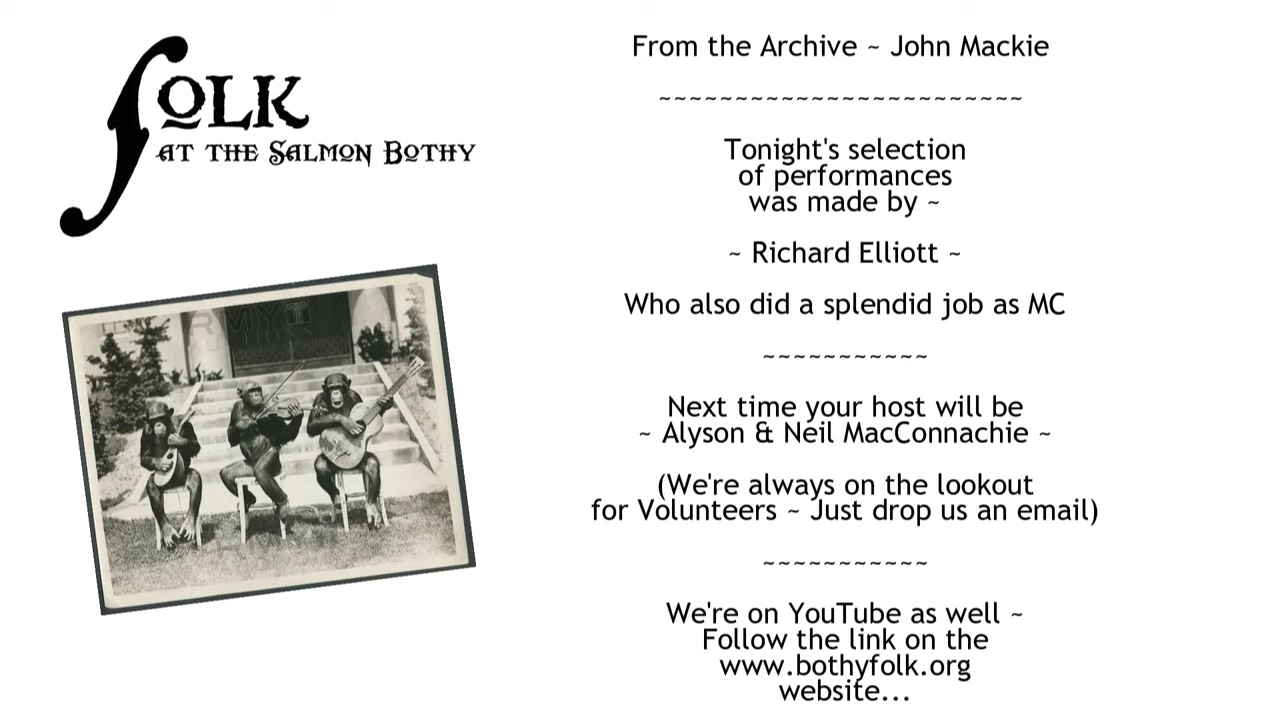 FOLK
AT THE SALMON BOTHY
From the Archive ~ John Mackie
~~~~~~~~~~~~~~~~~~~~~~~~
Tonight's selection
of performances
was made by ~
~ Richard Elliott ~
Who also did a splendid job as MC
~~~~~~~~~~~
Next time your host will be
~ Alyson & Neil MacConnachie ~
(We're always on the lookout
for Volunteers ~ Just drop us an email)
~~~~~~~~~~~
We're on YouTube as well ~
Follow the link on the
www.bothyfolk.org
website...